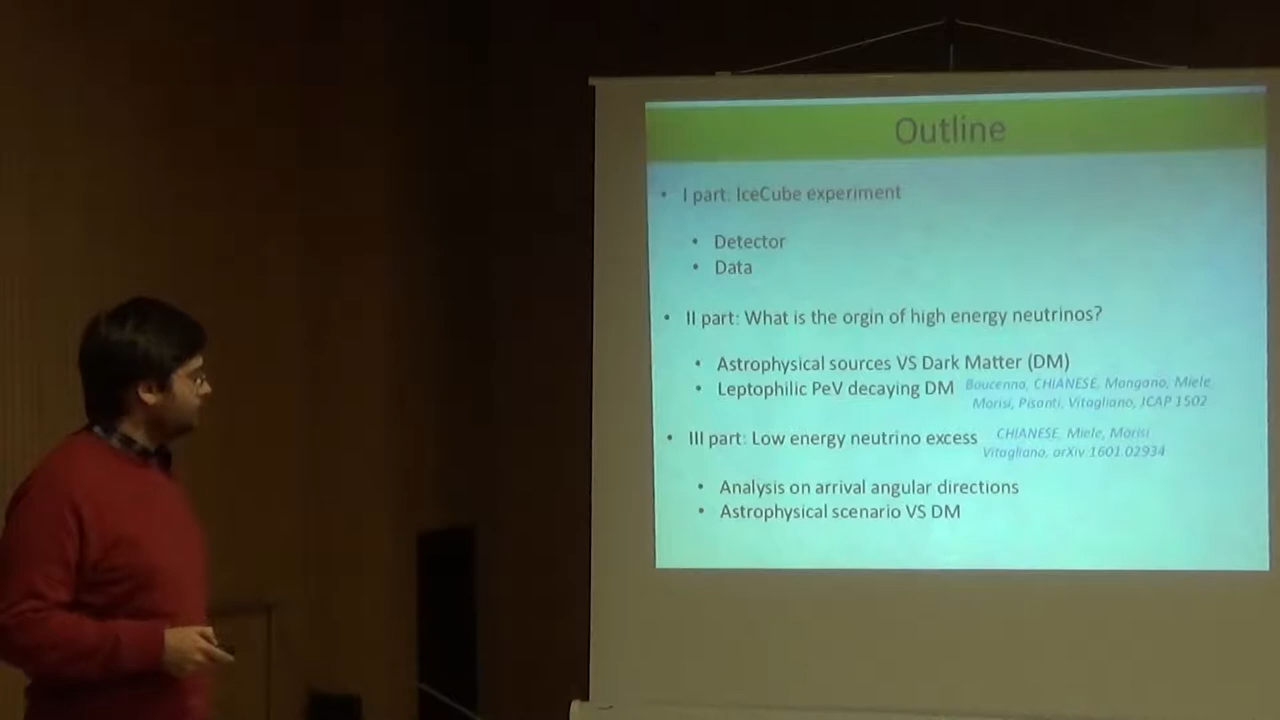 Outline
• I part: IceCube experiment
• Detector
• Data
• II part: What is the orgin of high energy neutrinos?
• Astrophysical sources VS Dark Matter (DM)
• Leptophilic PeV decaying DM Boucenna, CHIANESE, Mangano, Miele
Morisi, Pisanti, Vitagliano, JCAP 1502
• III part: Low energy neutrino excess CHIANESE, Miele, Morisi
Vitagliano, arXiv 1601.02934
• Analysis on arrival angular directions
• Astrophysical scenario VS DM